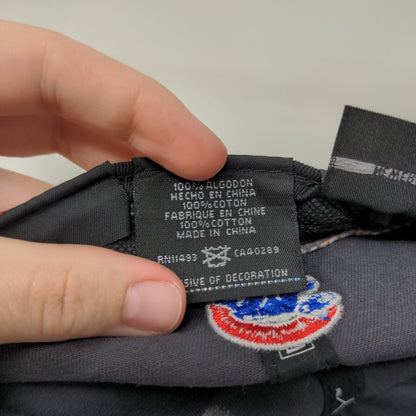 100% ALGODON
HECHO EN CHINA
100%COTON
FABRIQUE EN CHINE
100%COTTON
MADE IN CHINA
RN11493 CA40289
OF DECORATION